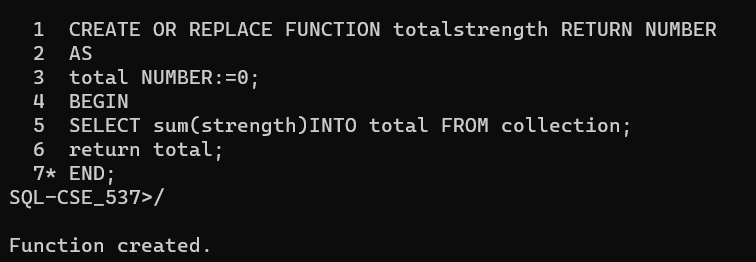 1 CREATE OR REPLACE FUNCTION totalstrength RETURN NUMBER
2 AS
3 total NUMBER:=0;
4 BEGIN
5 SELECT sum(strength)INTO total FROM collection;
6 return total;
7* END;
SQL-CSE_537>/
Function created.